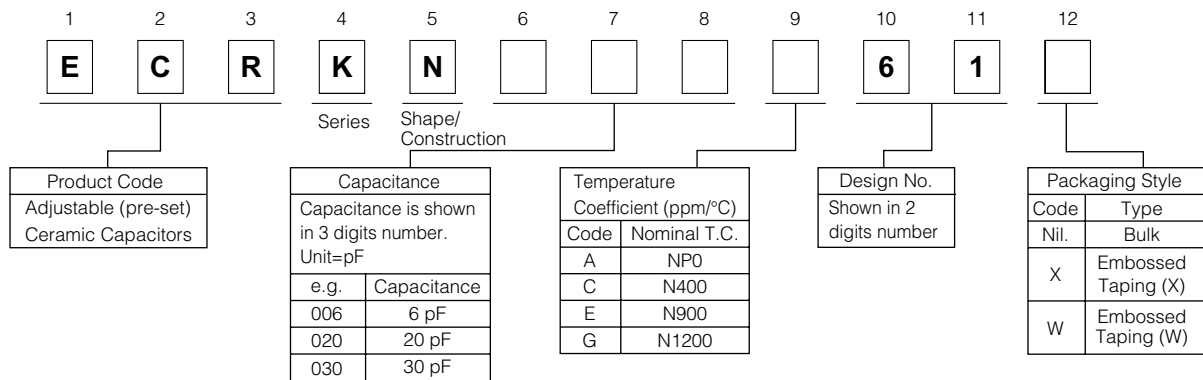 1 2 3 4 5 6 7 8 9 10 11 12
E C R K N 6 1
Series
Shape/
Construction
Product Code
Adjustable (pre-set)
Ceramic Capacitors
Capacitance
Capacitance is shown
in 3 digits number.
Unit=pF
e.g. Capacitance
006 6 pF
020 20 pF
030 30 pF
Temperature
Coefficient (ppm/°C)
Code Nominal T.C.
A NP0
C N400
E N900
G N1200
Design No.
Shown in 2
digits number
Packaging Style
Code Type
Nil. Bulk
X Embossed
Taping (X)
W Embossed
Taping (W)